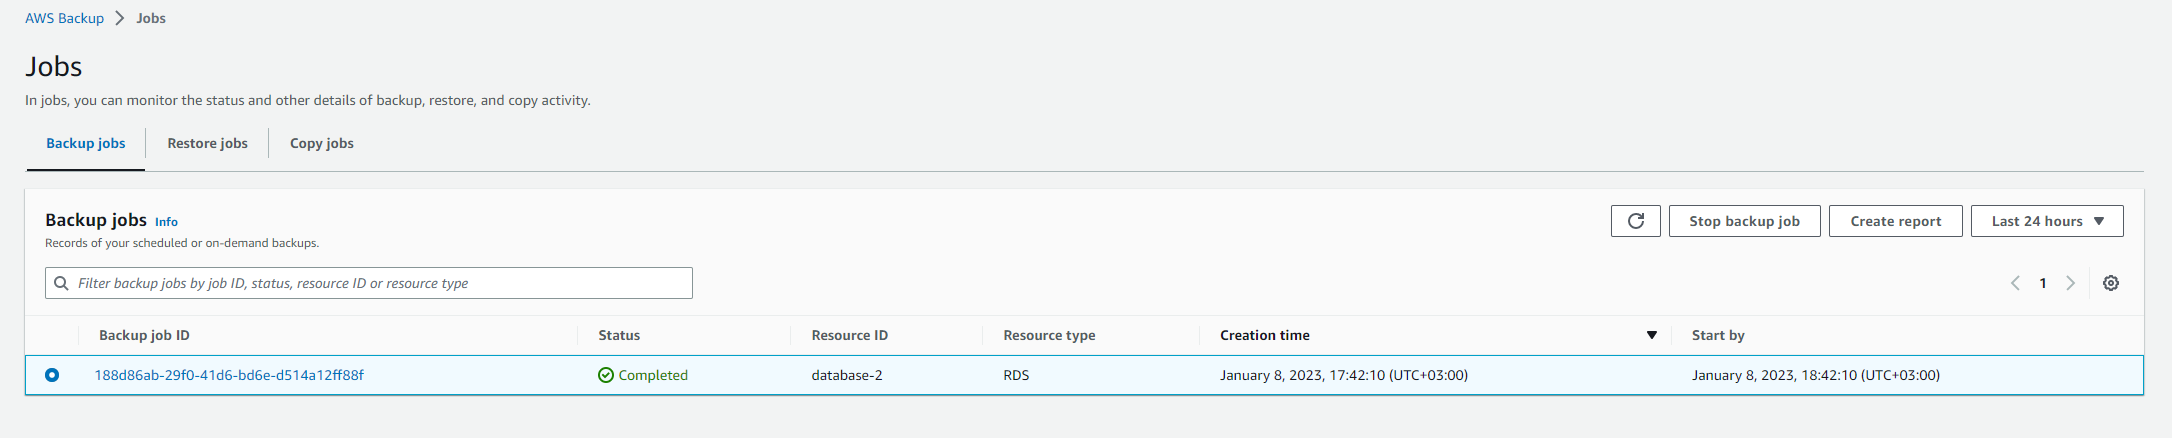 AWS Backup > Jobs
Jobs
In jobs, you can monitor the status and other details of backup, restore, and copy activity.
Backup jobs Restore jobs Copy jobs
Backup jobs Info Stop backup job Create report Last 24 hours
Records of your scheduled or on-demand backups.
Filter backup jobs by job ID, status, resource ID or resource type 1
Backup job ID Status Resource ID Resource type Creation time Start by
188d86ab-29f0-41d6-bd6e-d514a12ff88f Completed database-2 RDS January 8, 2023, 17:42:10 (UTC+03:00) January 8, 2023, 18:42:10 (UTC+03:00)